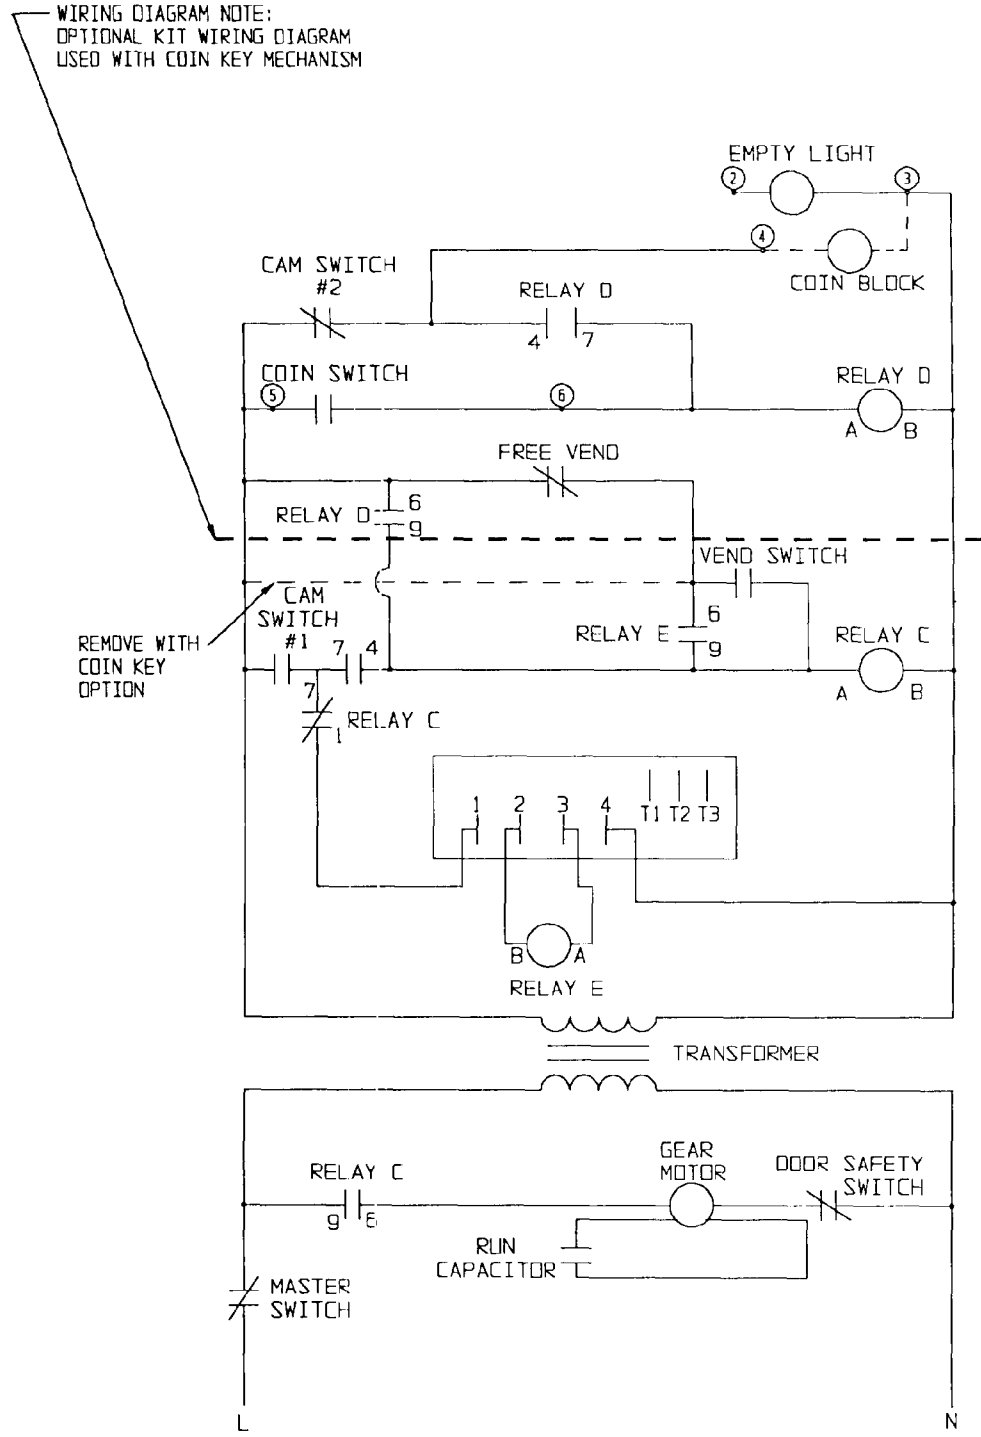 WIRING DIAGRAM NOTE:
OPTIONAL KIT WIRING DIAGRAM
USED WITH COIN KEY MECHANISM
EMPTY LIGHT
2
3
4
COIN BLOCK
CAM SWITCH
#2
RELAY D
4 7
COIN SWITCH
5
6
RELAY D
A B
FREE VEND
RELAY D
6
9
VEND SWITCH
REMOVE WITH
COIN KEY
OPTION
CAM
SWITCH
#1
7 4
RELAY E
6
9
RELAY C
A B
7
1
RELAY C
1 2 3 4
T1 T2 T3
B A
RELAY E
TRANSFORMER
RELAY C
9 6
GEAR
MOTOR
DOOR SAFETY
SWITCH
RUN
CAPACITOR
MASTER
SWITCH
L
N